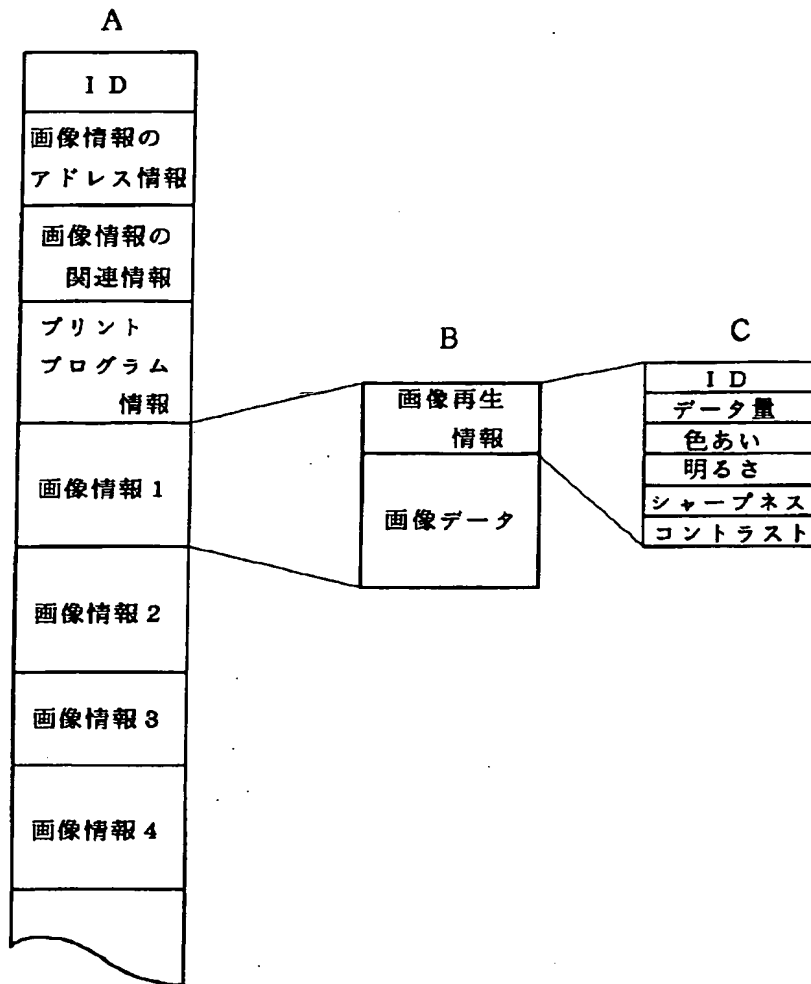 A
ID
画像情報の
アドレス情報
画像情報の
関連情報
プリント
プログラム
情報
画像情報1
画像情報2
画像情報3
画像情報4
B
画像再生
情報
画像データ
C
ID
データ量
色あい
明るさ
シャープネス
コントラスト